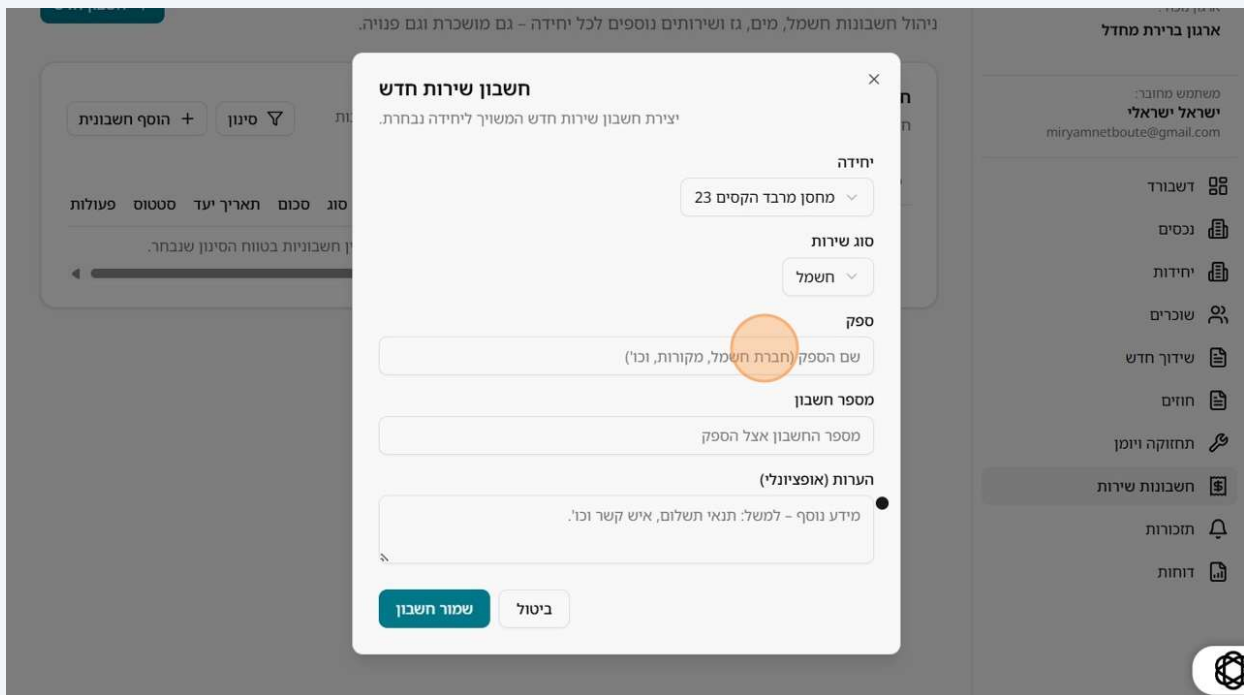 ניהול חשבונות חשמל, מים, גז ושירותים נוספים לכל יחידה – גם מושכרת וגם פנויה.
ארגון ברירת מחדל
משתמש מחובר:
ישראל ישראלי
miryamnetboute@gmail.com
דשבורד
נכסים
יחידות
שוכרים
שידוך חדש
חוזים
תחזוקה ויומן
חשבונות שירות
תזכורות
דוחות
סינון
הוסף חשבונית
סוג סכום תאריך יעד סטטוס פעולות
חשבוניות בטווח הסינון שנבחר.
חשבון שירות חדש
יצירת חשבון שירות חדש המשויך ליחידה נבחרת.
יחידה
מחסן מרבד הקסים 23
סוג שירות
חשמל
ספק
שם הספק (חברת חשמל, מקורות, וכו')
מספר חשבון
מספר החשבון אצל הספק
הערות (אופציונלי)
מידע נוסף – למשל: תנאי תשלום, איש קשר וכו'.
ביטול
שמור חשבון